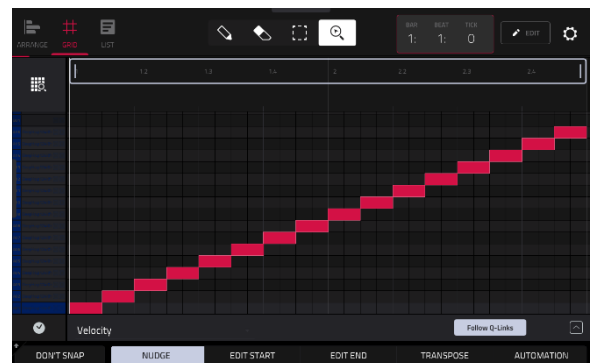 BAR BEAT TICK
1: 1: 0
EDIT
ARRANGE GRID LIST
1 1.2 1.3 1.4 2 2.2 2.3 2.4
Velocity
Follow Q-Links
DON'T SNAP NUDGE EDIT START EDIT END TRANSPOSE AUTOMATION